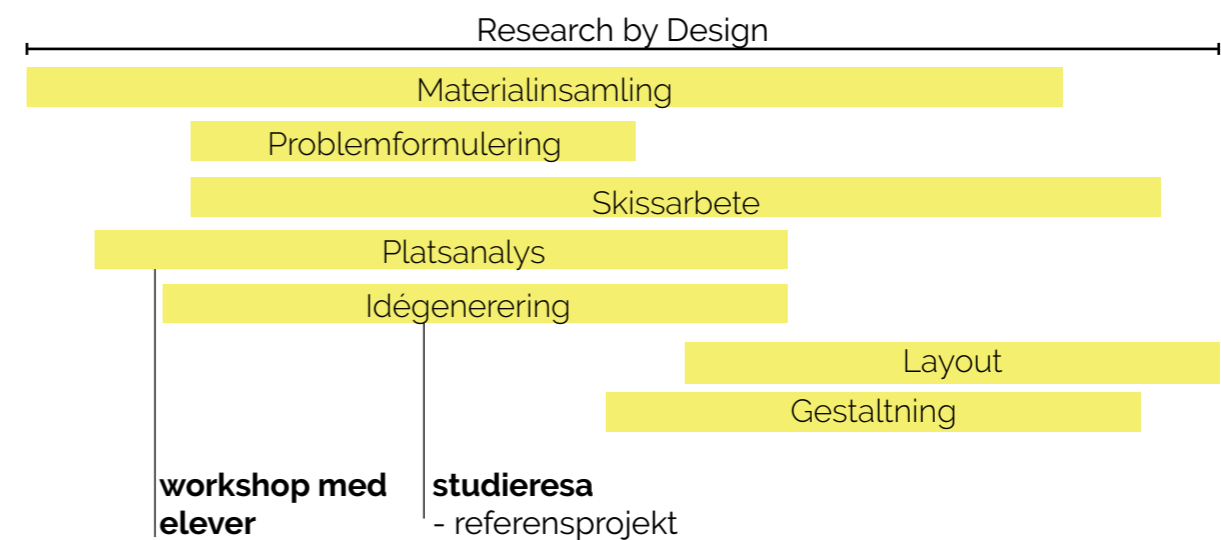 Research by Design
Materialinsamling
Problemformulering
Skissarbete
Platsanalys
Idégenerering
Layout
Gestaltning
workshop med
elever
studieresa
- referensprojekt